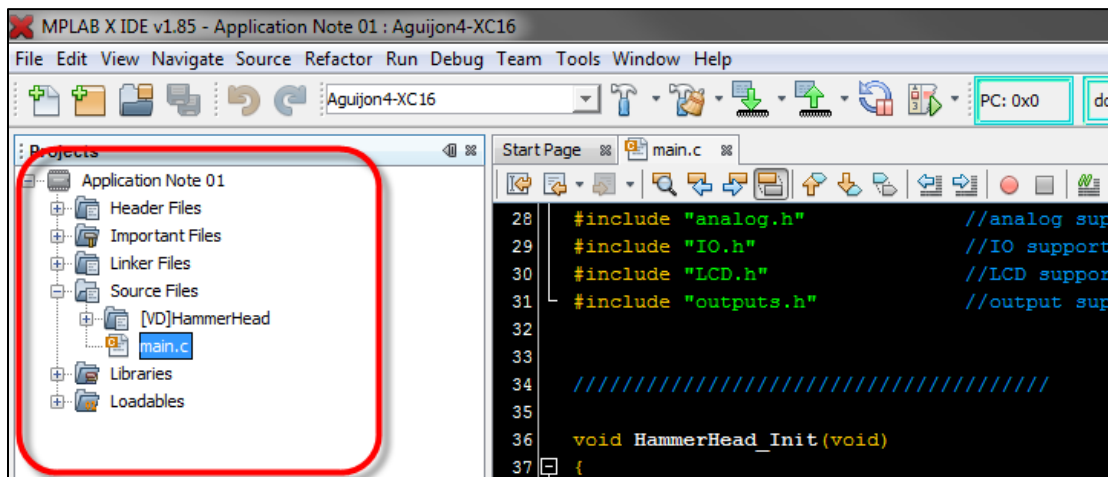 MPLAB X IDE v1.85 - Application Note 01 : Aguijon4-XC16
File Edit View Navigate Source Refactor Run Debug Team Tools Window Help
Aguijon4-XC16 PC: 0x0
Projects
Application Note 01
Header Files
Important Files
Linker Files
Source Files
[VD]HammerHead
main.c
Libraries
Loadables
Start Page main.c
28 #include "analog.h" //analog sup
29 #include "IO.h" //IO support
30 #include "LCD.h" //LCD suppor
31 #include "outputs.h" //output sup
32
33
34 ///////////////////////////////////////
35
36 void HammerHead_Init(void)
37 {